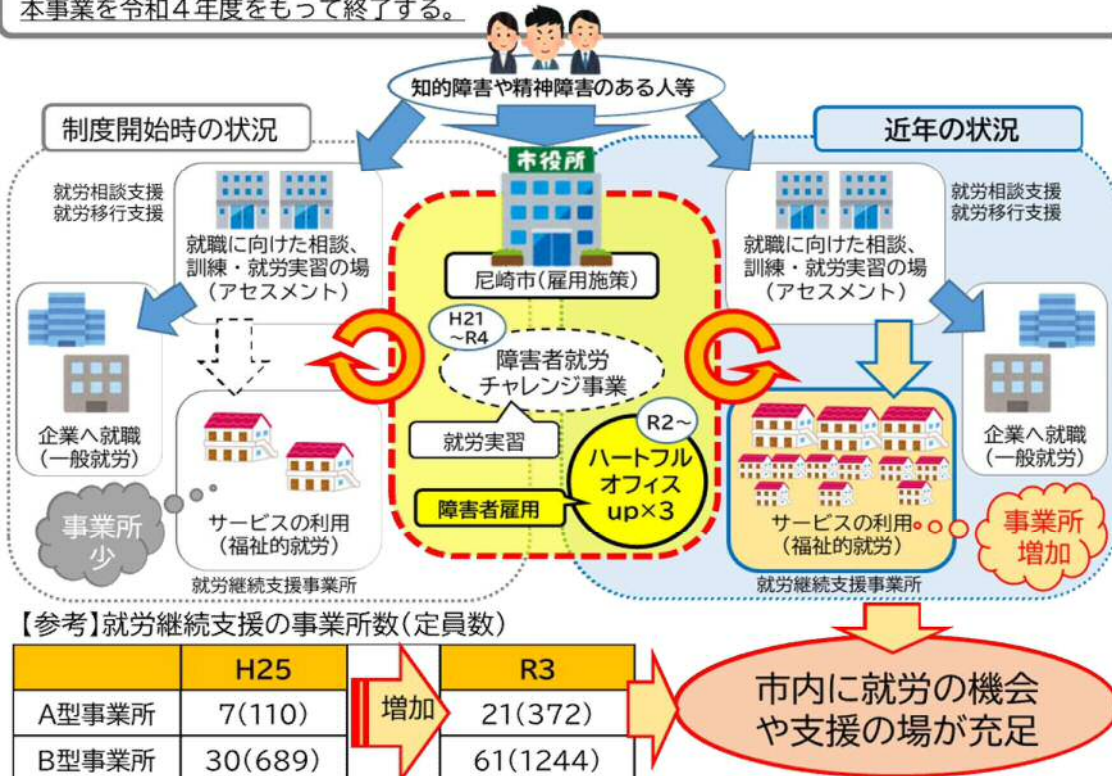 本事業を令和4年度をもって終了する。
知的障害や精神障害のある人等
制度開始時の状況
就労相談支援
就労移行支援
就職に向けた相談、
訓練・就労実習の場
(アセスメント)
企業へ就職
(一般就労)
事業所
少
サービスの利用
(福祉的就労)
就労継続支援事業所
市役所
尼崎市(雇用施策)
H21
~R4
障害者就労
チャレンジ事業
就労実習
R2~
ハートフル
オフィス
up×3
障害者雇用
近年の状況
就労相談支援
就労移行支援
就職に向けた相談、
訓練・就労実習の場
(アセスメント)
企業へ就職
(一般就労)
サービスの利用
(福祉的就労)
事業所
増加
就労継続支援事業所
【参考】就労継続支援の事業所数(定員数)
H25 R3
A型事業所 7(110) 増加 21(372)
B型事業所 30(689) 61(1244)
市内に就労の機会
や支援の場が充足